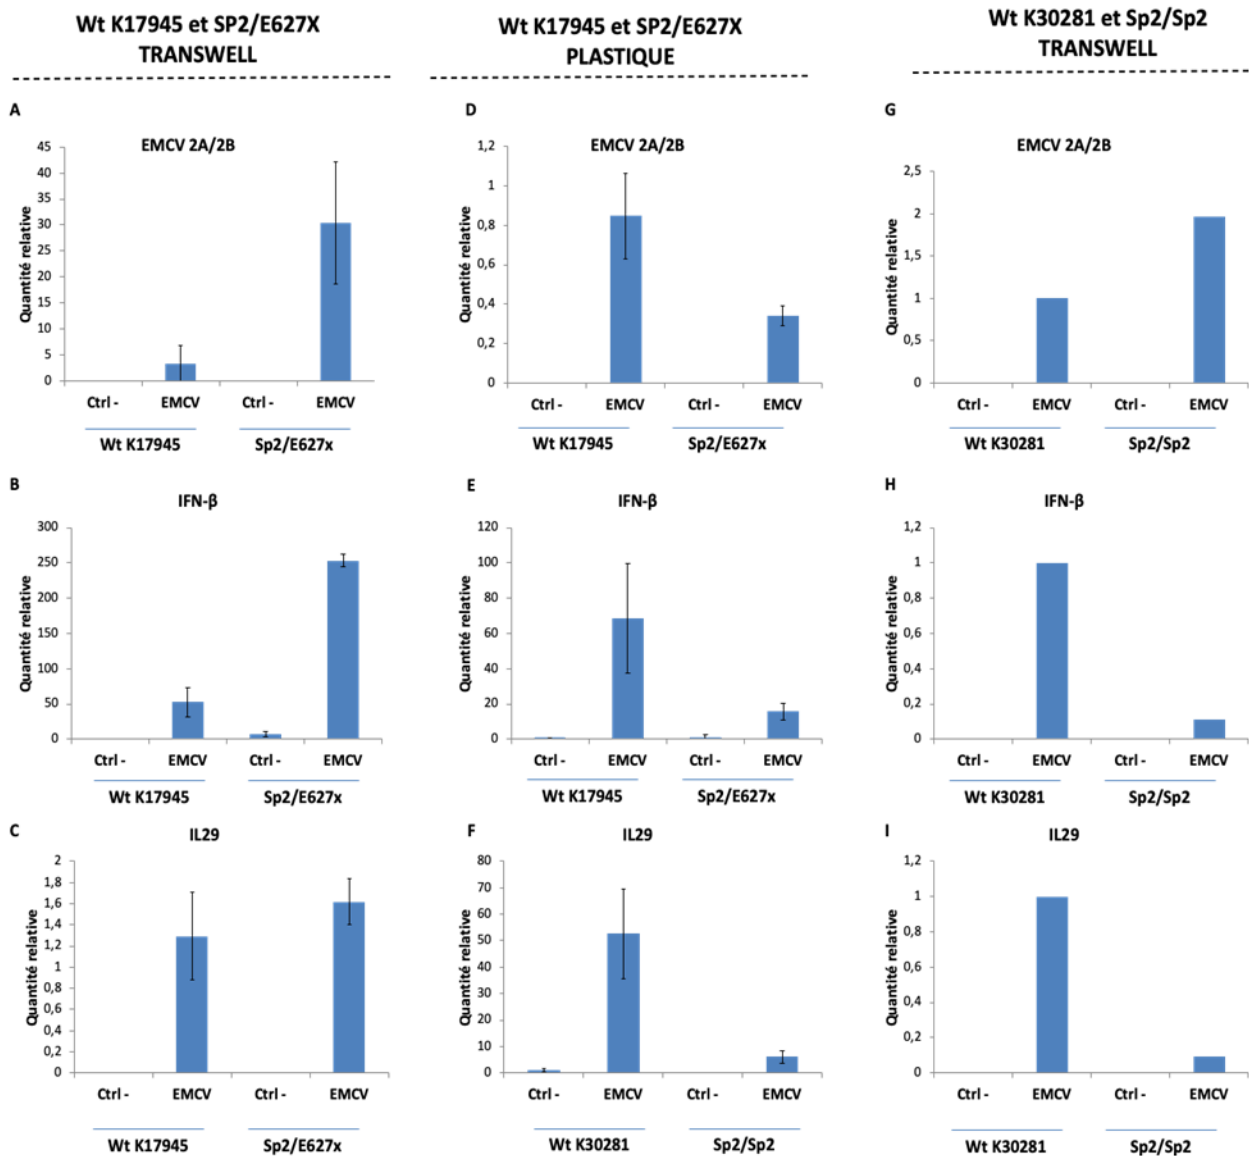 Wt K17945 et SP2/E627X
TRANSWELL
Wt K17945 et SP2/E627X
PLASTIQUE
Wt K30281 et Sp2/Sp2
TRANSWELL
A
EMCV 2A/2B
Quantité relative
45
40
35
30
25
20
15
10
5
0
Ctrl -
EMCV
Ctrl -
EMCV
Wt K17945
Sp2/E627x
D
EMCV 2A/2B
Quantité relative
1,2
1
0,8
0,6
0,4
0,2
0
Ctrl -
EMCV
Ctrl -
EMCV
Wt K17945
Sp2/E627x
G
EMCV 2A/2B
Quantité relative
2,5
2
1,5
1
0,5
0
Ctrl -
EMCV
Ctrl -
EMCV
Wt K30281
Sp2/Sp2
B
IFN-β
Quantité relative
300
250
200
150
100
50
0
Ctrl -
EMCV
Ctrl -
EMCV
Wt K17945
Sp2/E627x
E
IFN-β
Quantité relative
120
100
80
60
40
20
0
Ctrl -
EMCV
Ctrl -
EMCV
Wt K17945
Sp2/E627x
H
IFN-β
Quantité relative
1,2
1
0,8
0,6
0,4
0,2
0
Ctrl -
EMCV
Ctrl -
EMCV
Wt K30281
Sp2/Sp2
C
IL29
Quantité relative
2
1,8
1,6
1,4
1,2
1
0,8
0,6
0,4
0,2
0
Ctrl -
EMCV
Ctrl -
EMCV
Wt K17945
Sp2/E627x
F
IL29
Quantité relative
80
70
60
50
40
30
20
10
0
Ctrl -
EMCV
Ctrl -
EMCV
Wt K30281
Sp2/Sp2
I
IL29
Quantité relative
1,2
1
0,8
0,6
0,4
0,2
0
Ctrl -
EMCV
Ctrl -
EMCV
Wt K30281
Sp2/Sp2